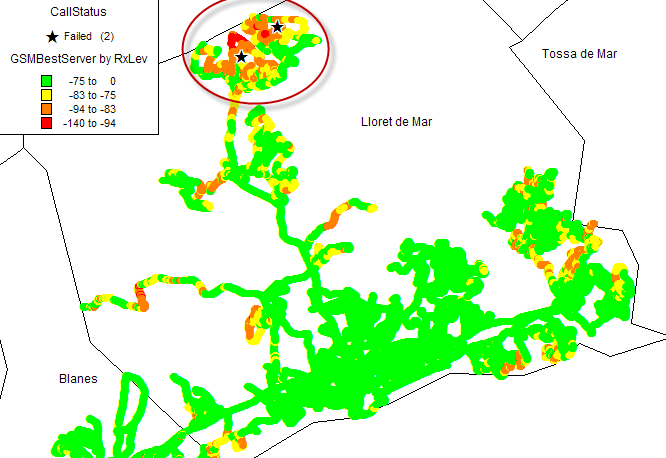 CallStatus
Failed (2)
GSMBestServer by RxLev
-75 to 0
-83 to -75
-94 to -83
-140 to -94
Tossa de Mar
Lloret de Mar
Blanes